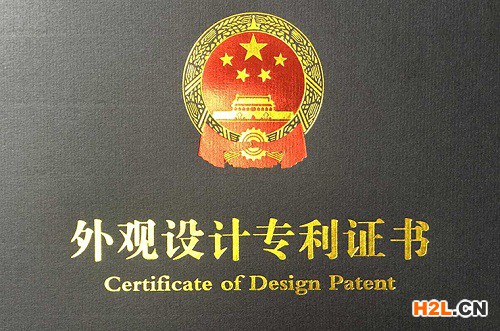 外观设计专利证书
Certificate of Design Patent
H2L.CN